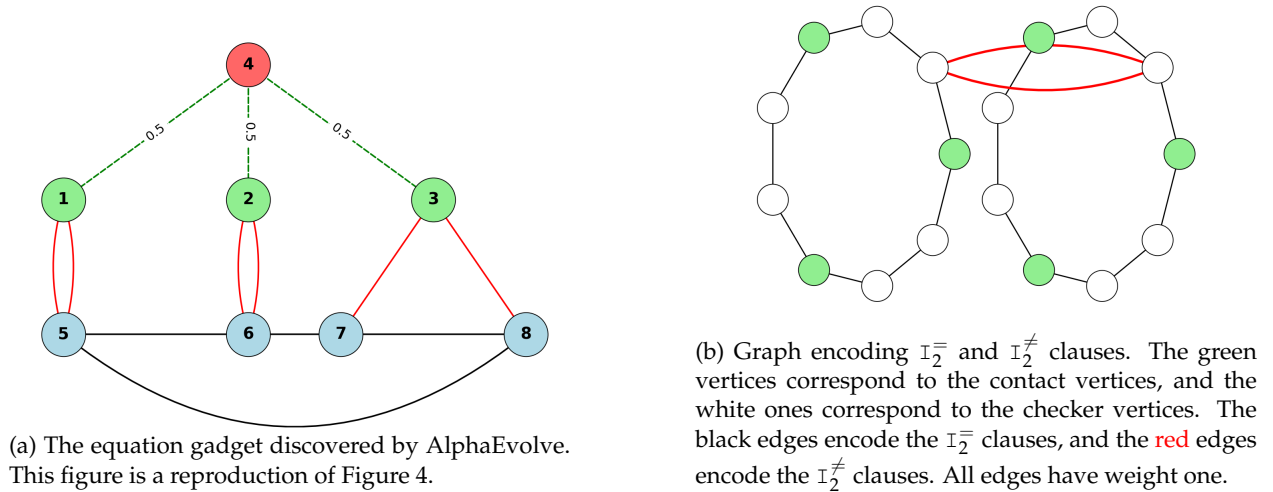 4
0.5
0.5
0.5
1
2
3
5
6
7
8
(a) The equation gadget discovered by AlphaEvolve.
This figure is a reproduction of Figure 4.
(b) Graph encoding I₂⁼ and I₂^≠ clauses. The green
vertices correspond to the contact vertices, and the
white ones correspond to the checker vertices. The
black edges encode the I₂⁼ clauses, and the red edges
encode the I₂^≠ clauses. All edges have weight one.